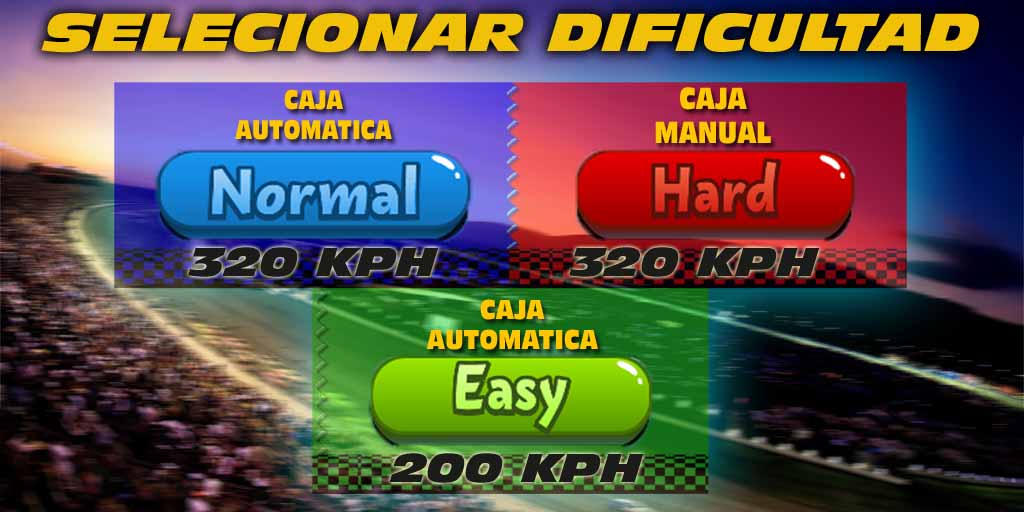 SELECIONAR DIFICULTAD
CAJA
AUTOMATICA
Normal
320 KPH
CAJA
MANUAL
Hard
320 KPH
CAJA
AUTOMATICA
Easy
200 KPH